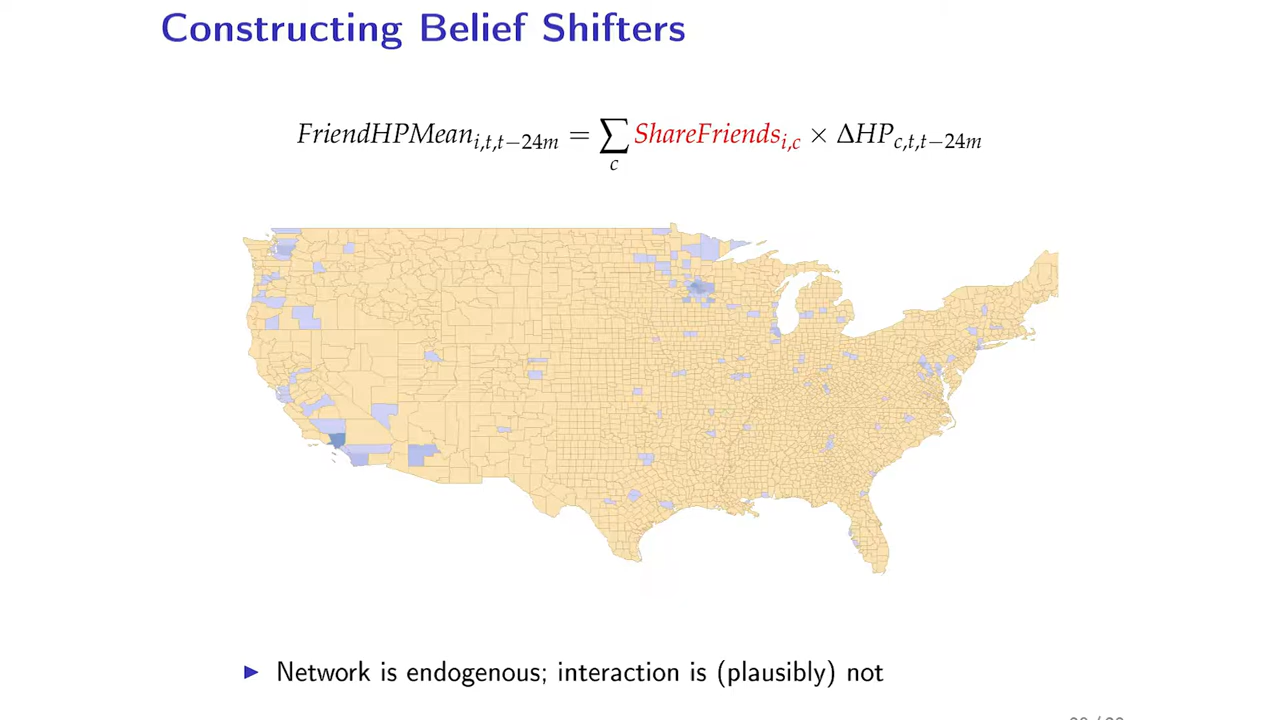 Constructing Belief Shifters
FriendHPMean_{i,t,t−24m} = ∑_c ShareFriends_{i,c} × ΔHP_{c,t,t−24m}
▶ Network is endogenous; interaction is (plausibly) not